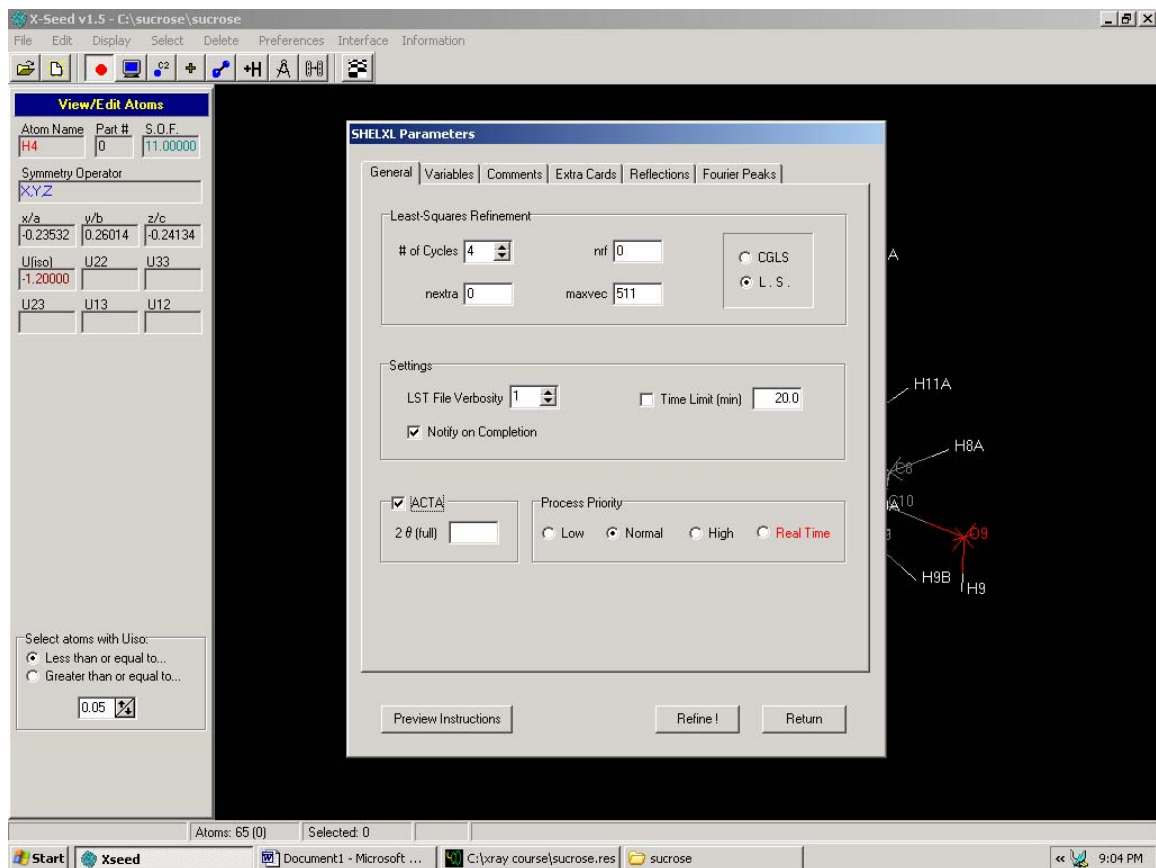 X-Seed v1.5 - C:\sucrose\sucrose
File Edit Display Select Delete Preferences Interface Information
C2 +H Å
View/Edit Atoms
Atom Name Part # S.O.F.
H4 0 11.00000
Symmetry Operator
X,Y,Z
x/a y/b z/c
-0.23532 0.26014 -0.24134
U(iso) U22 U33
-1.20000
U23 U13 U12
Select atoms with Uiso:
Less than or equal to...
Greater than or equal to...
0.05
SHELXL Parameters
General Variables Comments Extra Cards Reflections Fourier Peaks
Least-Squares Refinement
# of Cycles 4 nrf 0 CGLS
nextra 0 maxvec 511 L . S .
Settings
LST File Verbosity 1 Time Limit (min) 20.0
Notify on Completion
ACTA Process Priority
2 θ (full) Low Normal High Real Time
Preview Instructions Refine ! Return
A
H11A
H8A
C8
C10
O9
H9B
H9
Atoms: 65 (0) Selected: 0
Start Xseed Document1 - Microsoft ... C:\xray course\sucrose.res sucrose « 9:04 PM